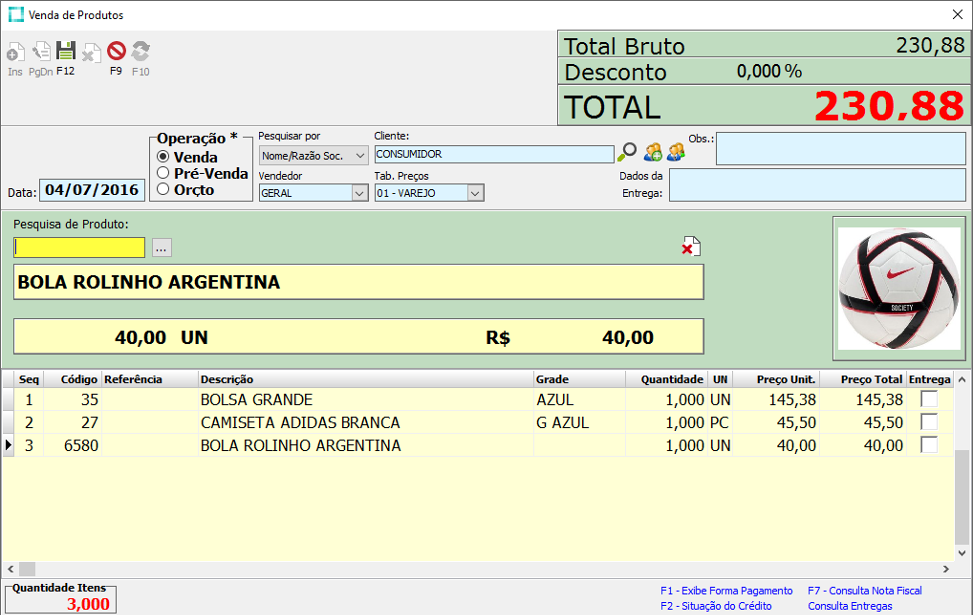 Venda de Produtos
Ins PgDn F12 F9 F10
Total Bruto 230,88
Desconto 0,000 %
TOTAL 230,88
Operação *
Venda
Pré-Venda
Orçto
Data: 04/07/2016
Pesquisar por
Nome/Razão Soc.
Cliente:
CONSUMIDOR
Vendedor
GERAL
Tab. Preços
01 - VAREJO
Obs.:
Dados da
Entrega:
Pesquisa de Produto:
...
BOLA ROLINHO ARGENTINA
40,00 UN R$ 40,00
SOCIETY
Seq Código Referência Descrição Grade Quantidade UN Preço Unit. Preço Total Entrega
1 35 BOLSA GRANDE AZUL 1,000 UN 145,38 145,38
2 27 CAMISETA ADIDAS BRANCA G AZUL 1,000 PC 45,50 45,50
3 6580 BOLA ROLINHO ARGENTINA 1,000 UN 40,00 40,00
Quantidade Itens
3,000
F1 - Exibe Forma Pagamento F7 - Consulta Nota Fiscal
F2 - Situação do Crédito Consulta Entregas